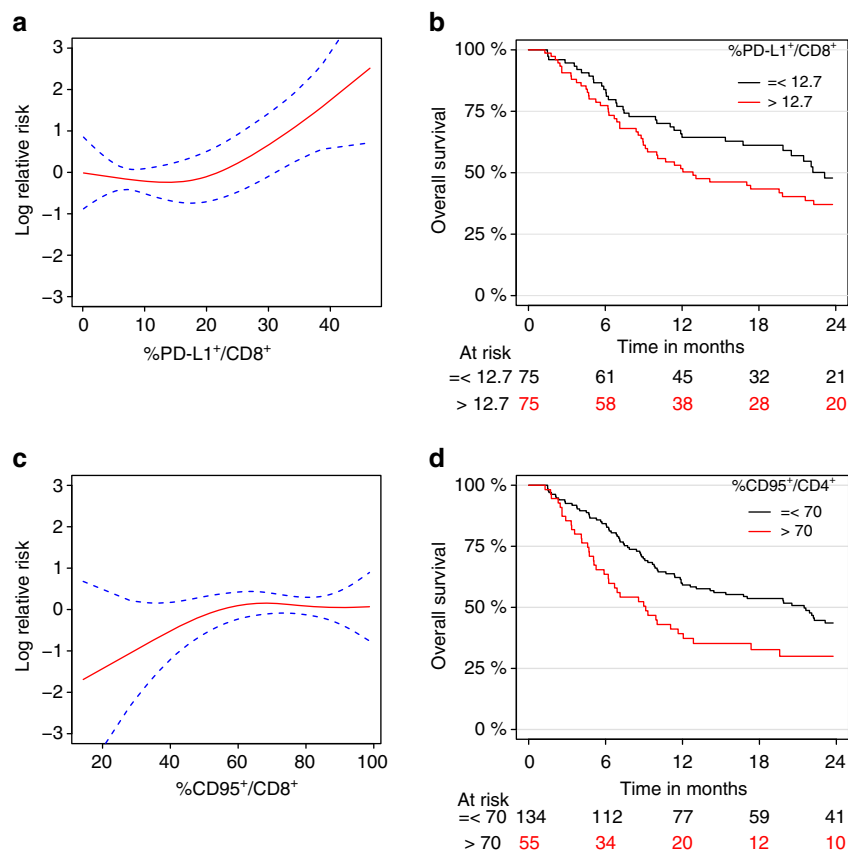 a
3
2
1
0
−1
−2
−3
Log relative risk
0 10 20 30 40
%PD-L1⁺/CD8⁺
b
100 %
75 %
50 %
25 %
0 %
Overall survival
%PD-L1⁺/CD8⁺
=< 12.7
> 12.7
0 6 12 18 24
Time in months
At risk
=< 12.7 75 61 45 32 21
> 12.7 75 58 38 28 20
c
3
2
1
0
−1
−2
−3
Log relative risk
20 40 60 80 100
%CD95⁺/CD8⁺
d
100 %
75 %
50 %
25 %
0 %
Overall survival
%CD95⁺/CD4⁺
=< 70
> 70
0 6 12 18 24
Time in months
At risk
=< 70 134 112 77 59 41
> 70 55 34 20 12 10